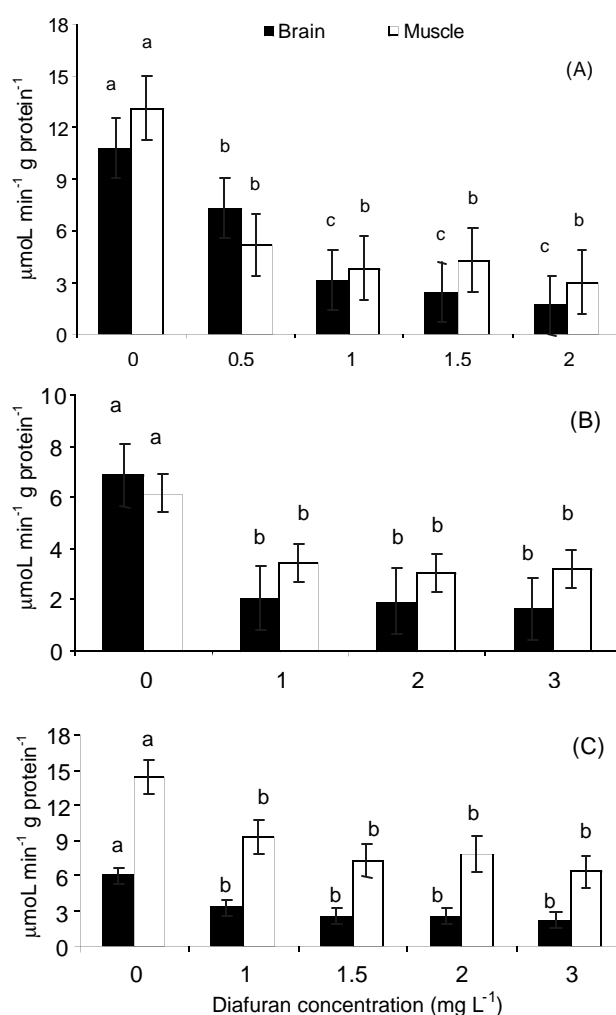 18
Brain Muscle
a a
15
(A)
a
12
b
9
b b b b
6
c c c
3
0
0 0.5 1 1.5 2
μmoL min⁻¹ g protein⁻¹
10
a
(B)
a
8
b b b
6
b b b
4
2
0
0 1 2 3
μmoL min⁻¹ g protein⁻¹
18
a
(C)
15
b
12
b b b
9
a
6
b b b b
3
0
0 1 1.5 2 3
μmoL min⁻¹ g protein⁻¹
Diafuran concentration (mg L⁻¹)